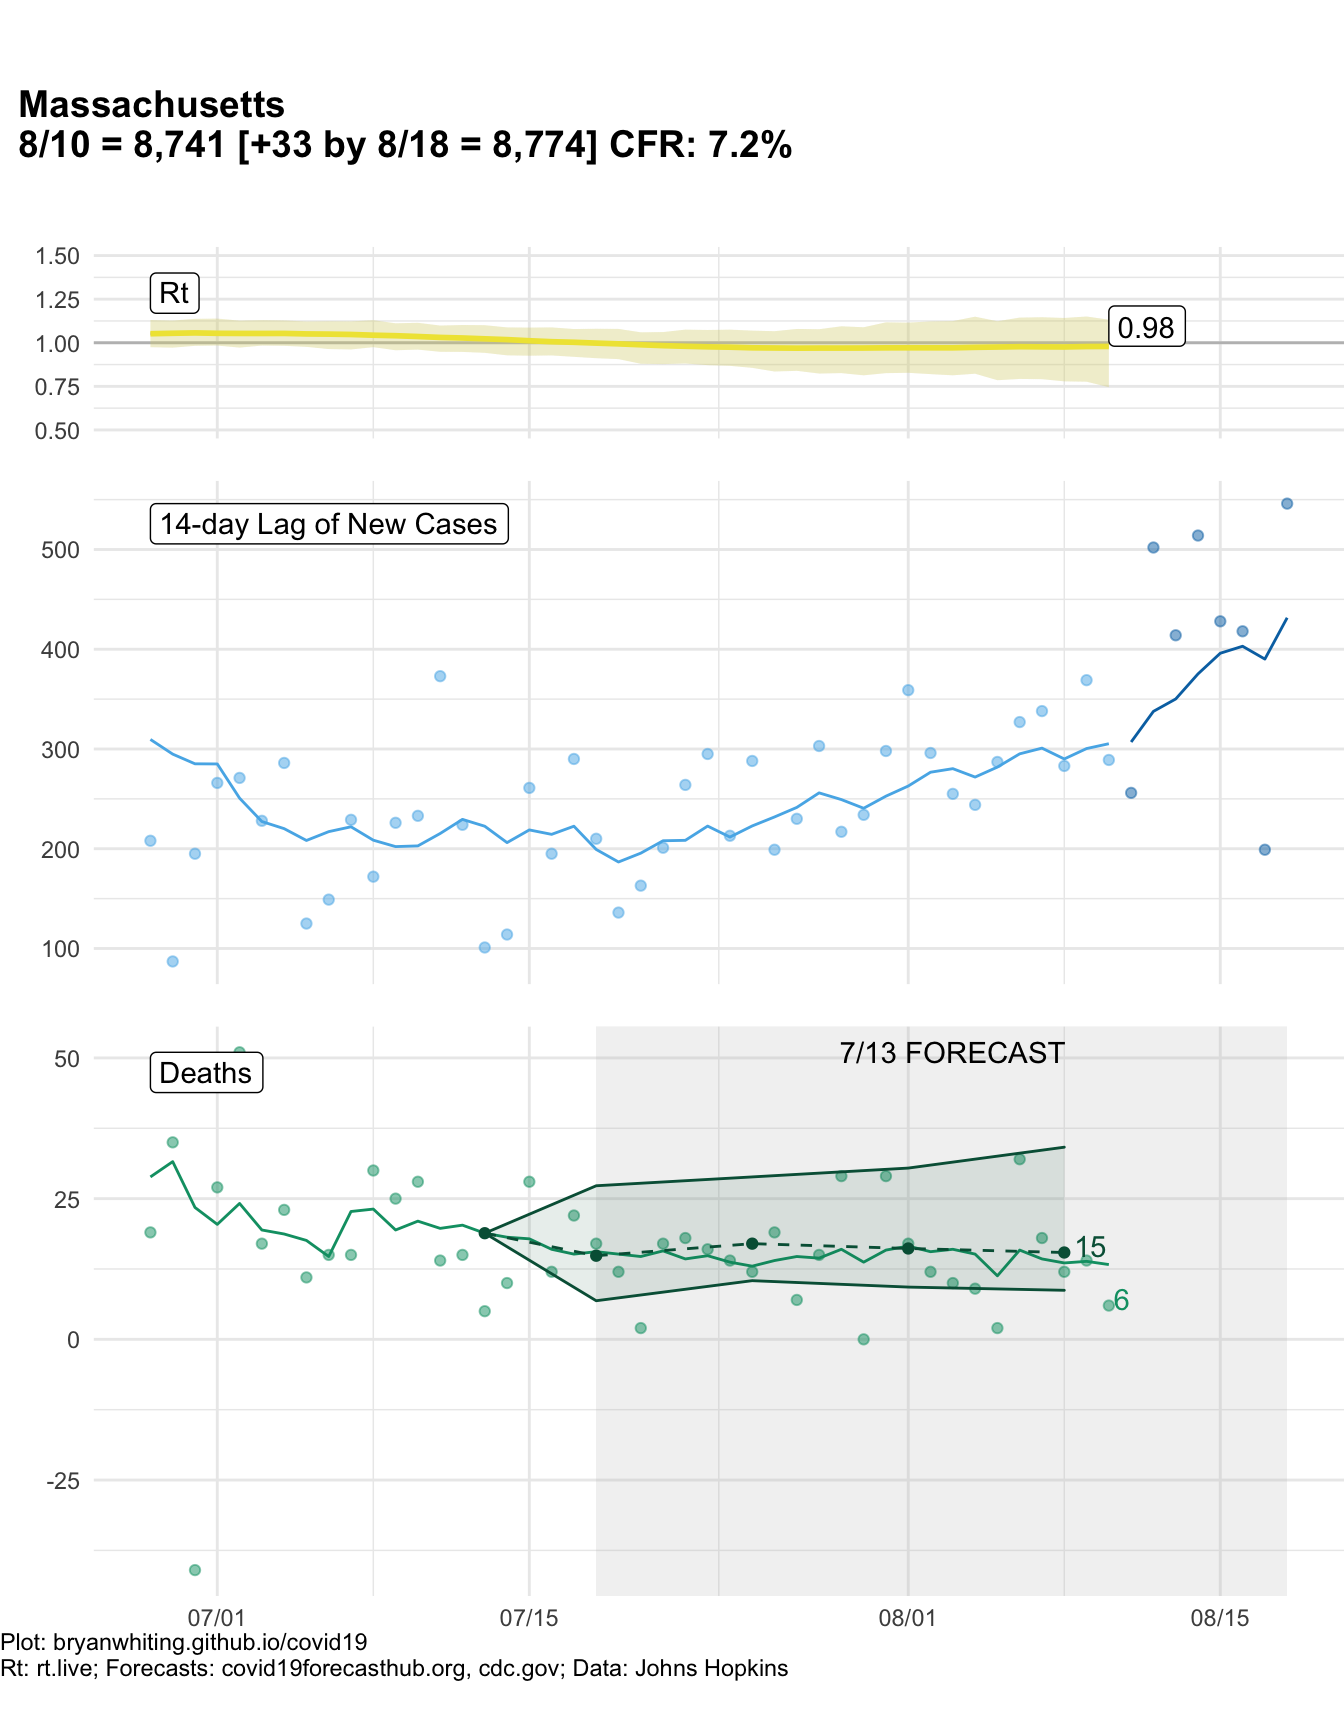 Massachusetts
8/10 = 8,741 [+33 by 8/18 = 8,774] CFR: 7.2%
1.50
Rt
1.25
0.98
1.00
0.75
0.50
14-day Lag of New Cases
500
400
300
200
100
7/13 FORECAST
50
Deaths
25
15
6
0
-25
07/01 07/15 08/01 08/15
Plot: bryanwhiting.github.io/covid19
Rt: rt.live; Forecasts: covid19forecasthub.org, cdc.gov; Data: Johns Hopkins